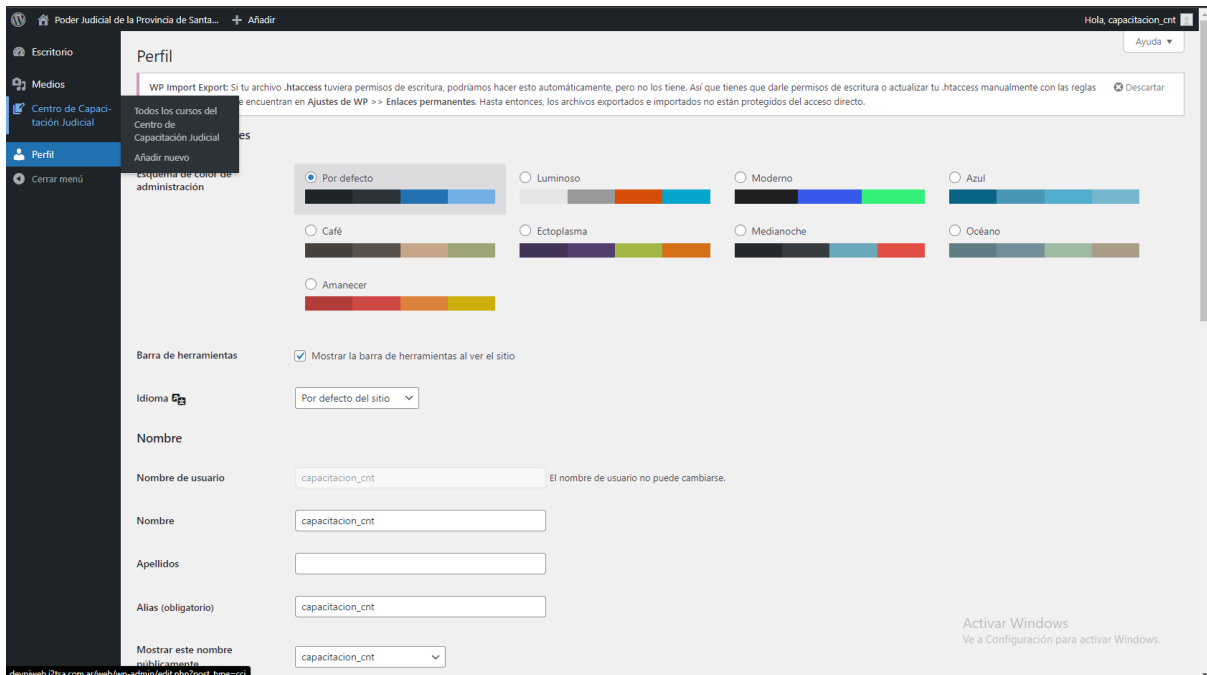 Poder Judicial de la Provincia de Santa... + Añadir
Hola, capacitacion_cnt
Ayuda ▼
Escritorio
Medios
Centro de Capaci-
tación Judicial
Perfil
Cerrar menú
Todos los cursos del
Centro de
Capacitación Judicial
Añadir nuevo
Perfil
WP Import Export: Si tu archivo .htaccess tuviera permisos de escritura, podríamos hacer esto automáticamente, pero no los tiene. Así que tienes que darle permisos de escritura o actualizar tu .htaccess manualmente con las reglas
e encuentran en Ajustes de WP >> Enlaces permanentes. Hasta entonces, los archivos exportados e importados no están protegidos del acceso directo.
Descartar
es
Esquema de color de
administración
Por defecto
Luminoso
Moderno
Azul
Café
Ectoplasma
Medianoche
Océano
Amanecer
Barra de herramientas
Mostrar la barra de herramientas al ver el sitio
Idioma
Por defecto del sitio
Nombre
Nombre de usuario
capacitacion_cnt
El nombre de usuario no puede cambiarse.
Nombre
capacitacion_cnt
Apellidos
Alias (obligatorio)
capacitacion_cnt
Mostrar este nombre
públicamente
capacitacion_cnt
Activar Windows
Ve a Configuración para activar Windows.